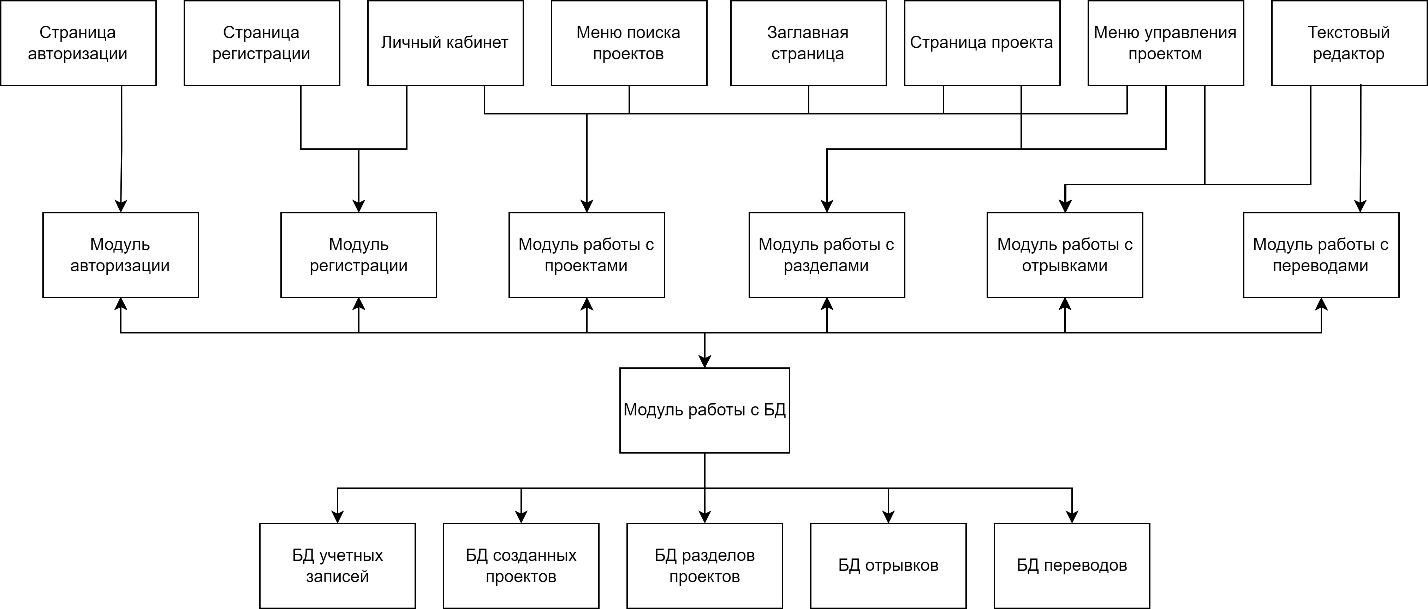 Страница
авторизации
Страница
регистрации
Личный кабинет
Меню поиска
проектов
Заглавная
страница
Страница проекта
Меню управления
проектом
Текстовый
редактор
Модуль
авторизации
Модуль
регистрации
Модуль работы с
проектами
Модуль работы с
разделами
Модуль работы с
отрывками
Модуль работы с
переводами
Модуль работы с БД
БД учетных
записей
БД созданных
проектов
БД разделов
проектов
БД отрывков
БД переводов